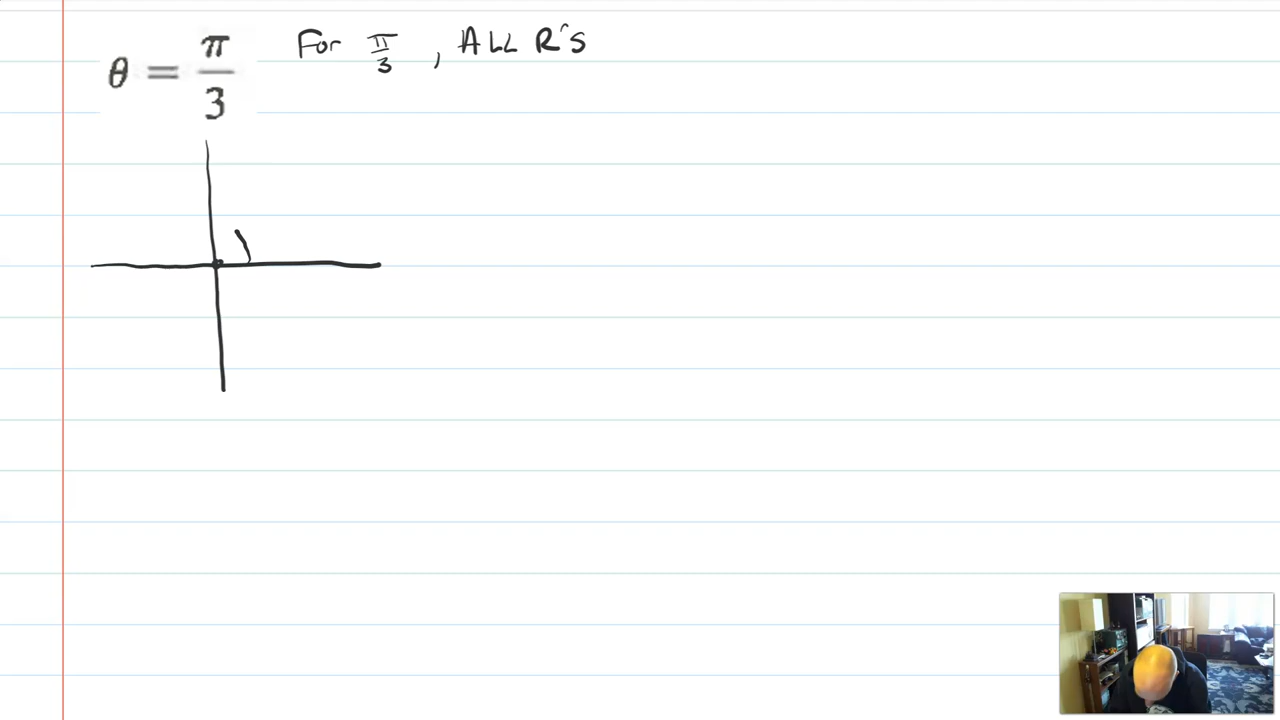 θ = π/3 For π/3, ALL R'S